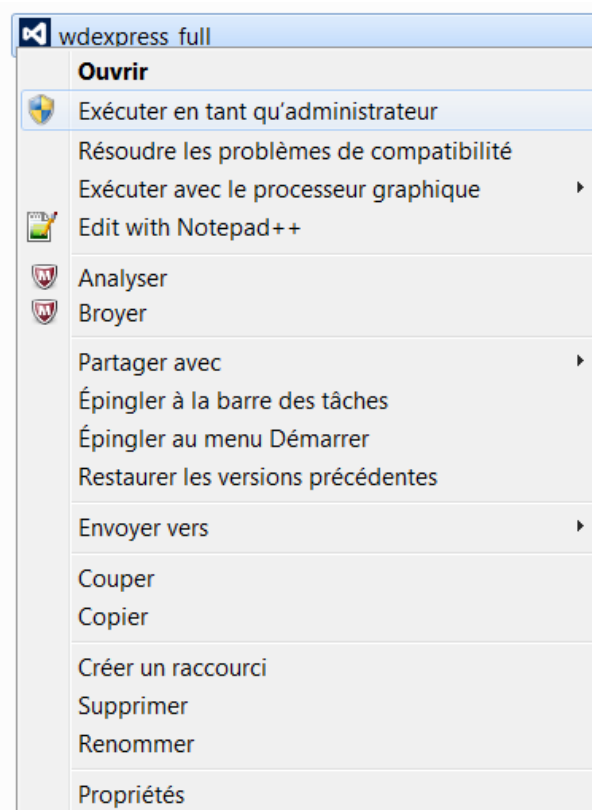 wdexpress_full
Ouvrir
Exécuter en tant qu'administrateur
Résoudre les problèmes de compatibilité
Exécuter avec le processeur graphique
Edit with Notepad++
Analyser
Broyer
Partager avec
Épingler à la barre des tâches
Épingler au menu Démarrer
Restaurer les versions précédentes
Envoyer vers
Couper
Copier
Créer un raccourci
Supprimer
Renommer
Propriétés